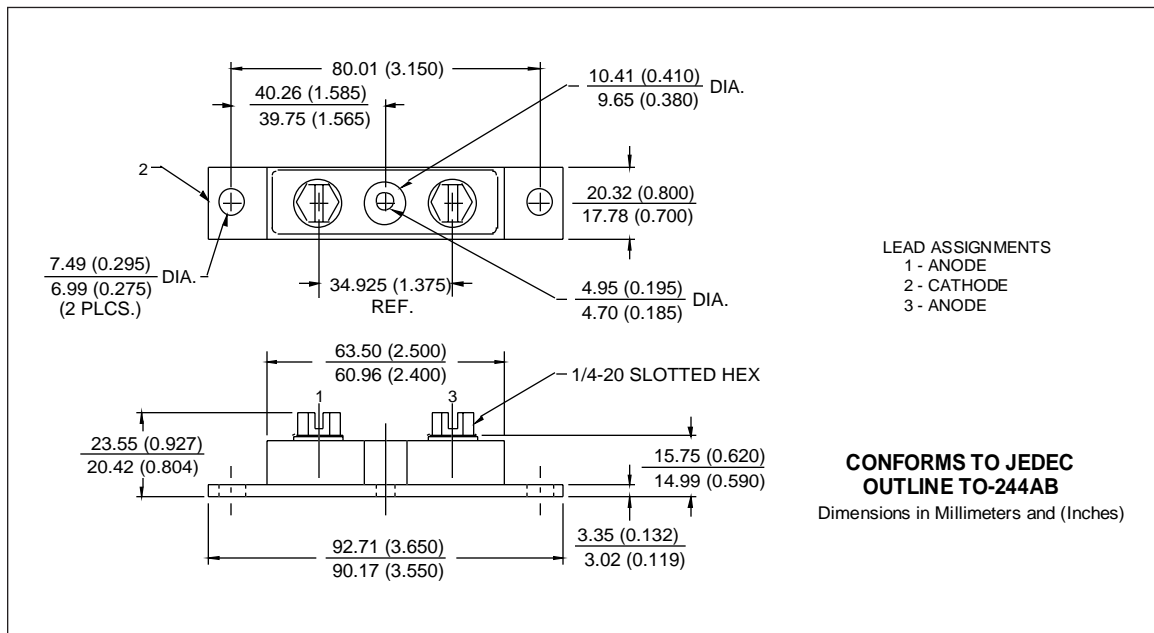 80.01 (3.150)
40.26 (1.585)
39.75 (1.565)
10.41 (0.410)
9.65 (0.380)
DIA.
2
20.32 (0.800)
17.78 (0.700)
7.49 (0.295)
6.99 (0.275)
DIA.
(2 PLCS.)
34.925 (1.375)
REF.
4.95 (0.195)
4.70 (0.185)
DIA.
LEAD ASSIGNMENTS
1 - ANODE
2 - CATHODE
3 - ANODE
63.50 (2.500)
60.96 (2.400)
1/4-20 SLOTTED HEX
1
3
23.55 (0.927)
20.42 (0.804)
15.75 (0.620)
14.99 (0.590)
92.71 (3.650)
90.17 (3.550)
3.35 (0.132)
3.02 (0.119)
CONFORMS TO JEDEC
OUTLINE TO-244AB
Dimensions in Millimeters and (Inches)